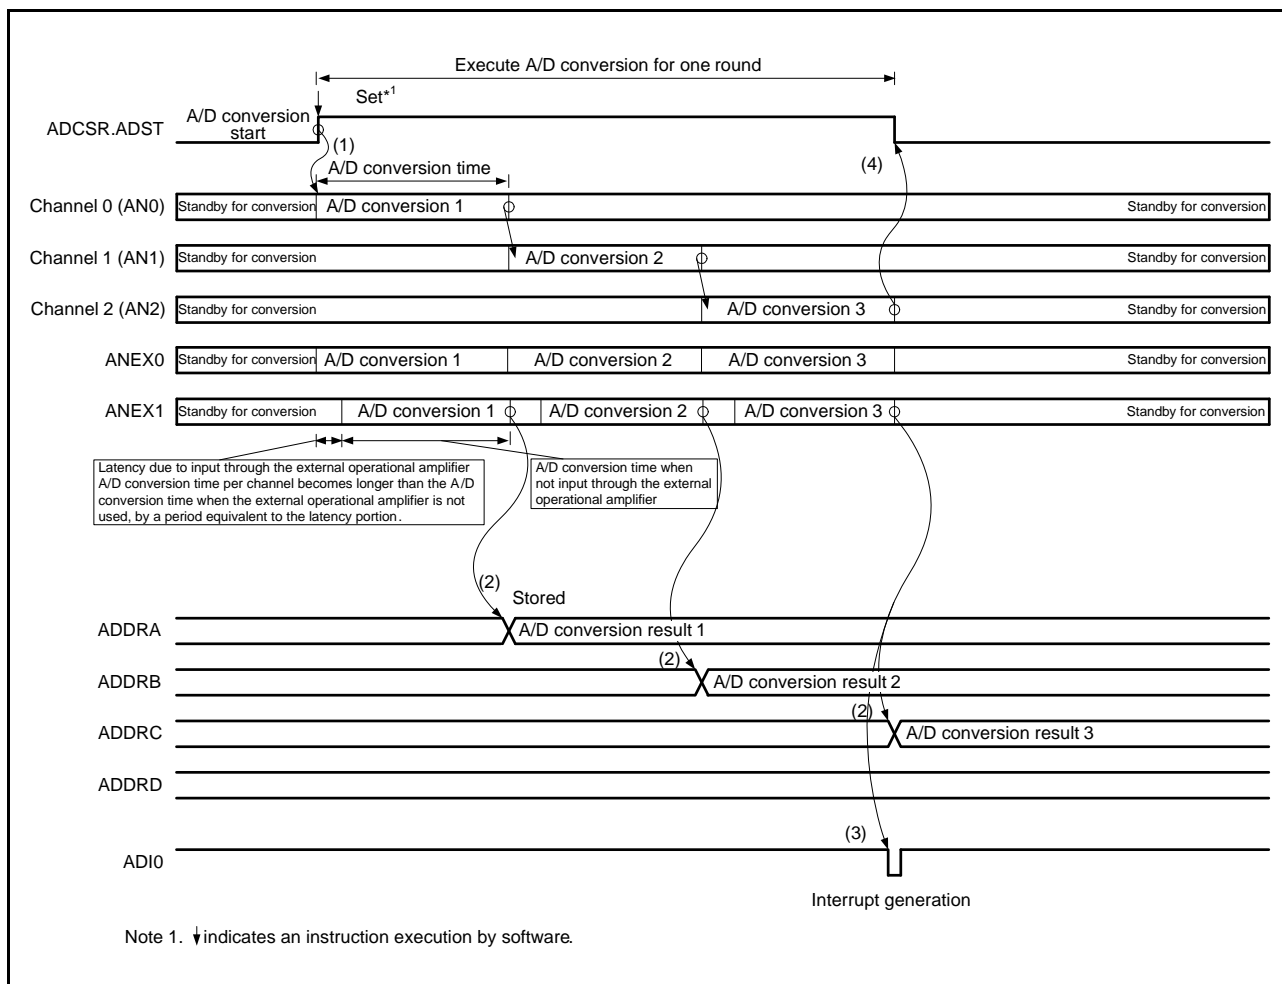 Execute A/D conversion for one round
Set*1
A/D conversion
start
ADCSR.ADST
(1)
(4)
A/D conversion time
Channel 0 (AN0)
Standby for conversion
A/D conversion 1
Standby for conversion
Channel 1 (AN1)
Standby for conversion
A/D conversion 2
Standby for conversion
Channel 2 (AN2)
Standby for conversion
A/D conversion 3
Standby for conversion
ANEX0
Standby for conversion
A/D conversion 1
A/D conversion 2
A/D conversion 3
Standby for conversion
ANEX1
Standby for conversion
A/D conversion 1
A/D conversion 2
A/D conversion 3
Standby for conversion
Latency due to input through the external operational amplifier
A/D conversion time per channel becomes longer than the A/D
conversion time when the external operational amplifier is not
used, by a period equivalent to the latency portion.
A/D conversion time when
not input through the external
operational amplifier
(2)
Stored
ADDRA
A/D conversion result 1
(2)
ADDRB
A/D conversion result 2
(2)
ADDRC
A/D conversion result 3
ADDRD
(3)
ADI0
Interrupt generation
Note 1. indicates an instruction execution by software.